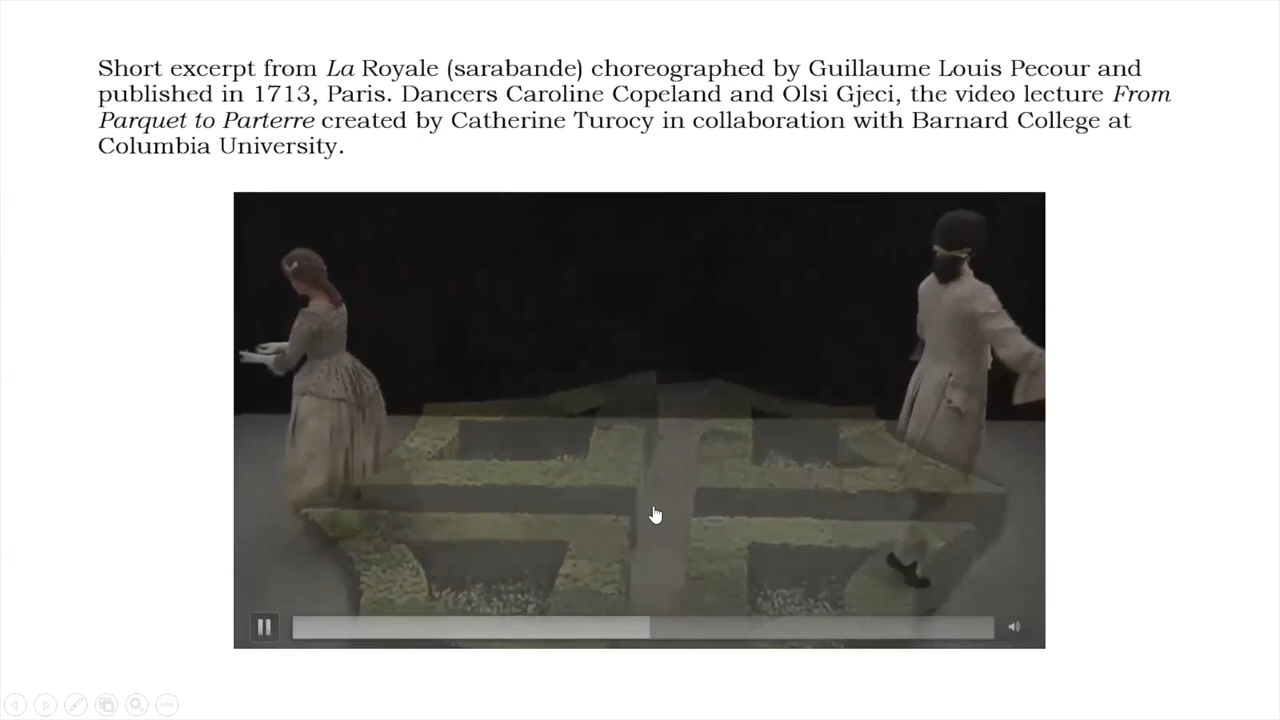 Short excerpt from La Royale (sarabande) choreographed by Guillaume Louis Pecour and
published in 1713, Paris. Dancers Caroline Copeland and Olsi Gjeci, the video lecture From
Parquet to Parterre created by Catherine Turocy in collaboration with Barnard College at
Columbia University.